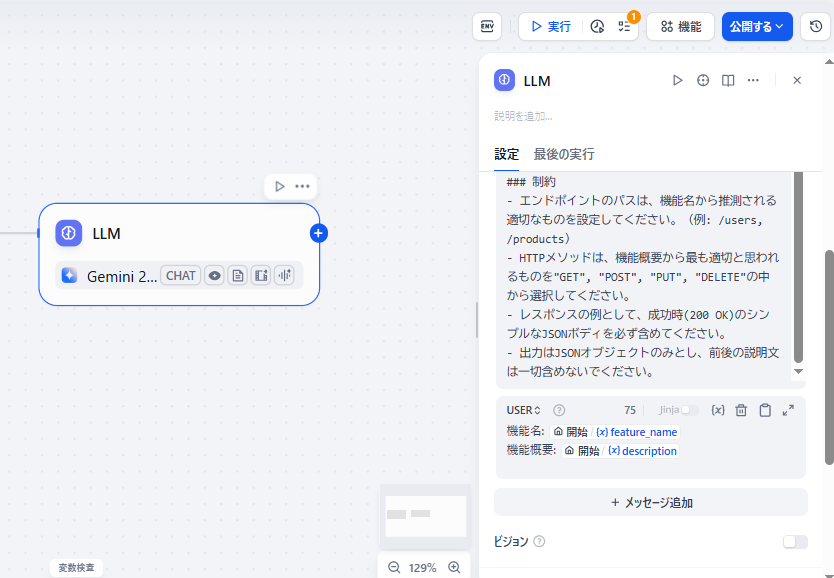 ENV
実行
1
機能
公開する
LLM
説明を追加...
設定 最後の実行
### 制約
- エンドポイントのパスは、機能名から推測される
適切なものを設定してください。（例: /users,
/products）
- HTTPメソッドは、機能概要から最も適切と思われ
るものを"GET", "POST", "PUT", "DELETE"の中
から選択してください。
- レスポンスの例として、成功時(200 OK)のシン
プルなJSONボディを必ず含めてください。
- 出力はJSONオブジェクトのみとし、前後の説明文
は一切含めないでください。
USER 75 Jinja {x}
機能名: 開始 / {x} feature_name
機能概要: 開始 / {x} description
+ メッセージ追加
ビジョン
LLM
Gemini 2... CHAT
変数検査
129%